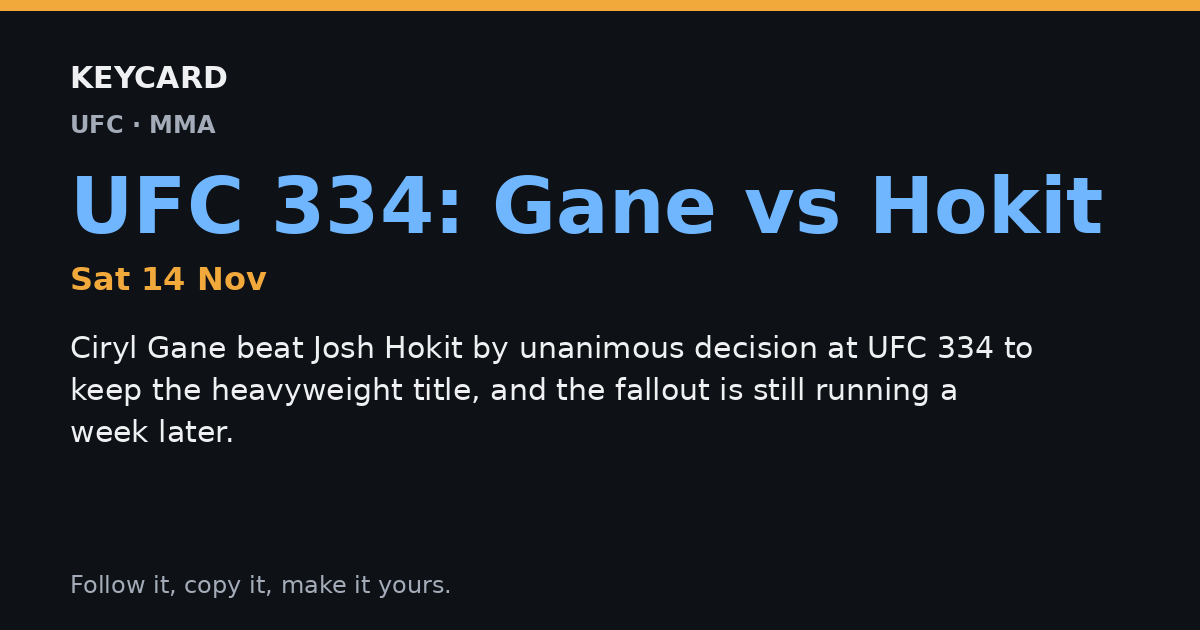 KEYCARD
UFC · MMA
UFC 334: Gane vs Hokit
Sat 14 Nov
Ciryl Gane beat Josh Hokit by unanimous decision at UFC 334 to
keep the heavyweight title, and the fallout is still running a
week later.
Follow it, copy it, make it yours.